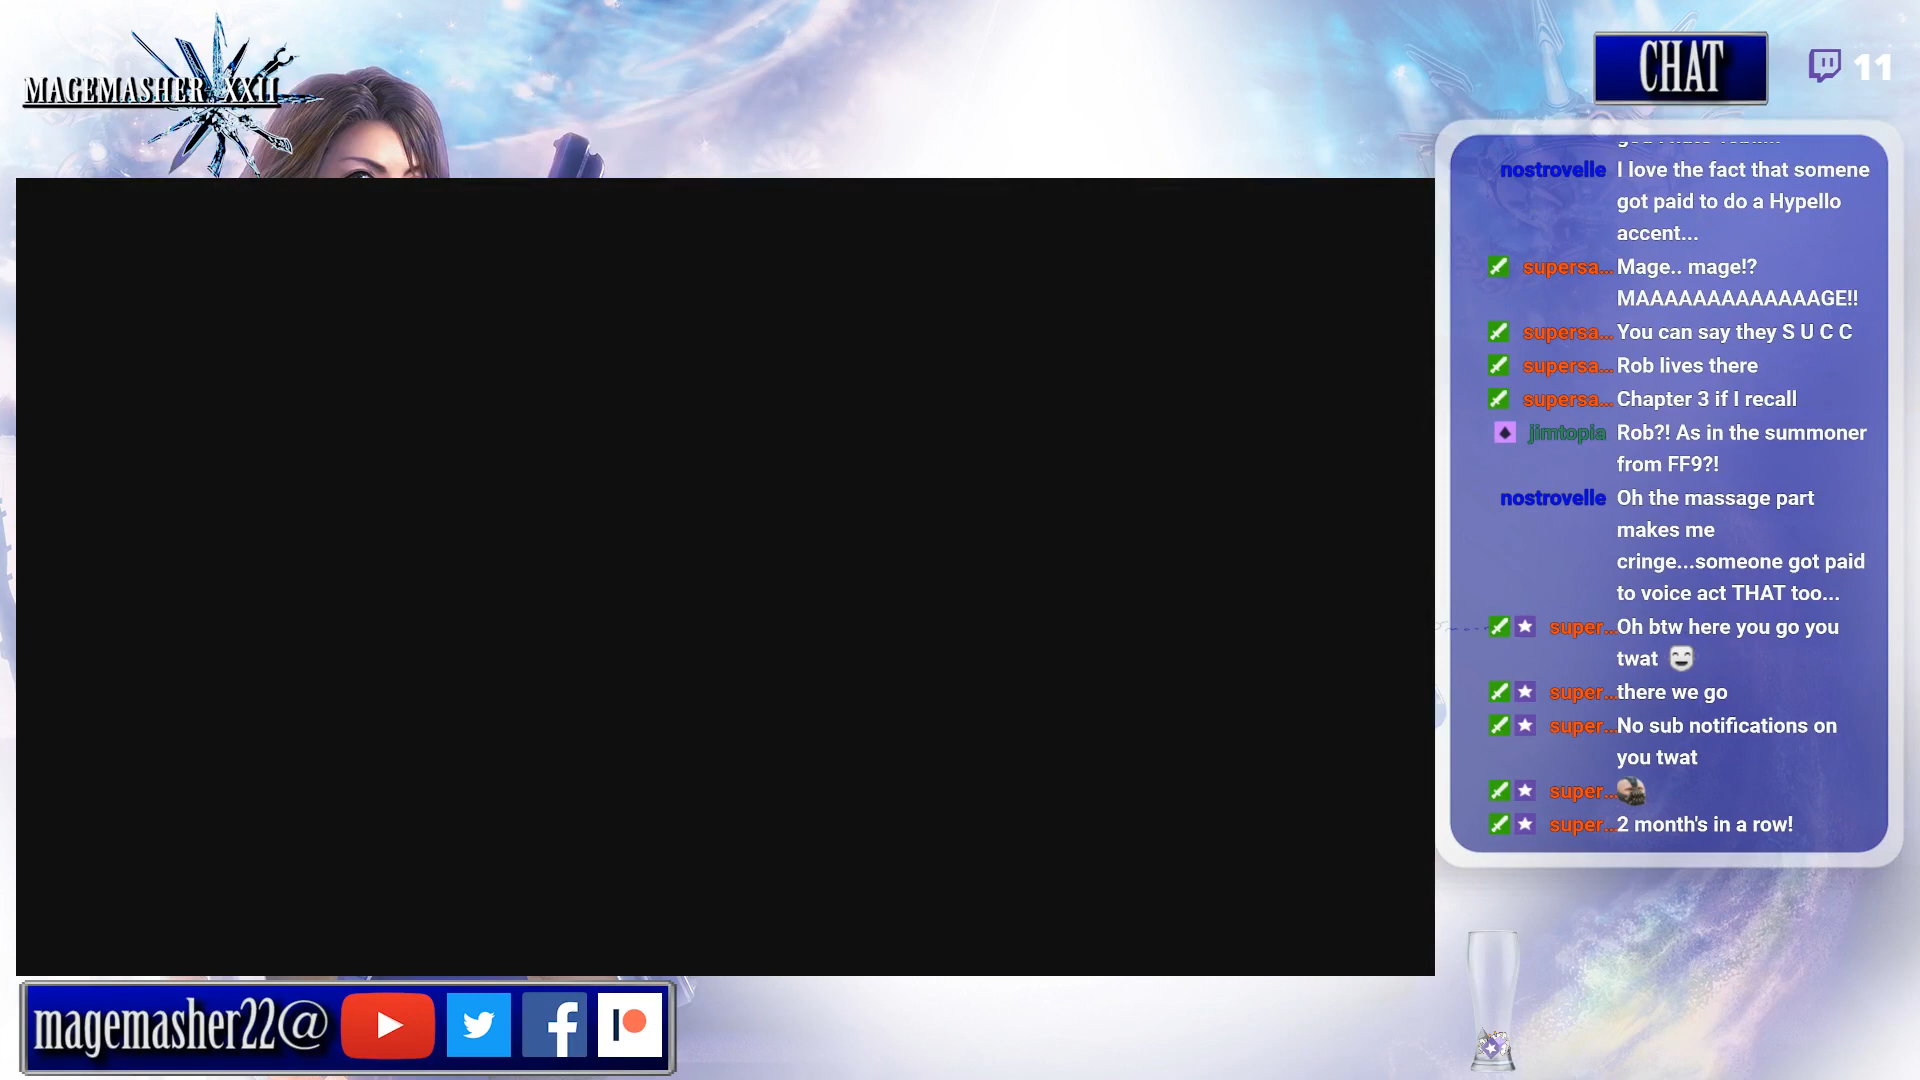 MAGEMASHER XXII
CHAT
11
nostrovelle I love the fact that somene
got paid to do a Hypello
accent...
supersa... Mage.. mage!?
MAAAAAAAAAAAAAGE!!
supersa... You can say they S U C C
supersa... Rob lives there
supersa... Chapter 3 if I recall
jimtopia Rob?! As in the summoner
from FF9?!
nostrovelle Oh the massage part
makes me
cringe...someone got paid
to voice act THAT too...
super... Oh btw here you go you
twat
super... there we go
super... No sub notifications on
you twat
super...
super... 2 month's in a row!
magemasher22@